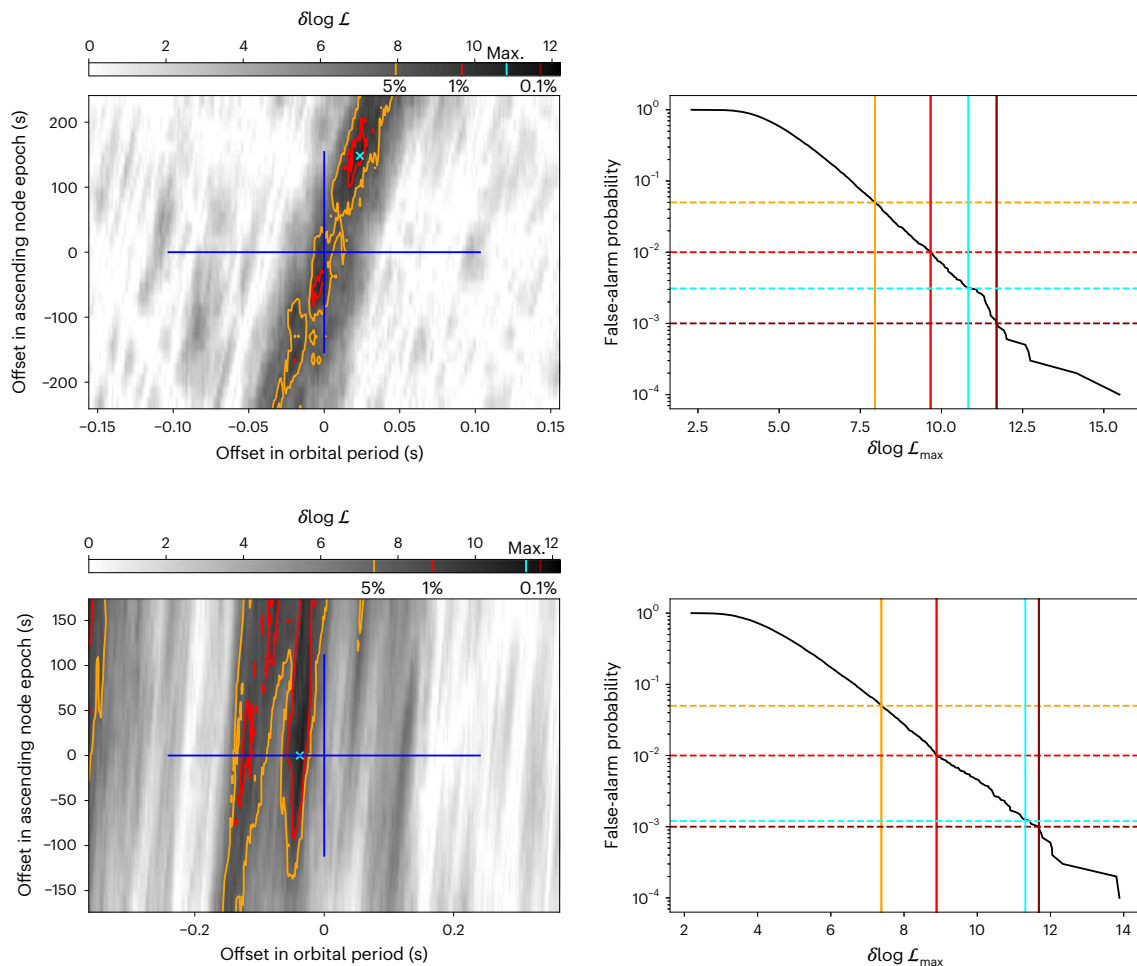 δlog ℒ
0 2 4 6 8 10 12
Max.
5% 1% 0.1%
Offset in ascending node epoch (s)
200
100
0
−100
−200
−0.15 −0.10 −0.05 0 0.05 0.10 0.15
Offset in orbital period (s)
False-alarm probability
10⁰
10⁻¹
10⁻²
10⁻³
10⁻⁴
2.5 5.0 7.5 10.0 12.5 15.0
δlog ℒmax
δlog ℒ
0 2 4 6 8 10 12
Max.
5% 1% 0.1%
Offset in ascending node epoch (s)
150
100
50
0
−50
−100
−150
−0.2 0 0.2
Offset in orbital period (s)
False-alarm probability
10⁰
10⁻¹
10⁻²
10⁻³
10⁻⁴
2 4 6 8 10 12 14
δlog ℒmax